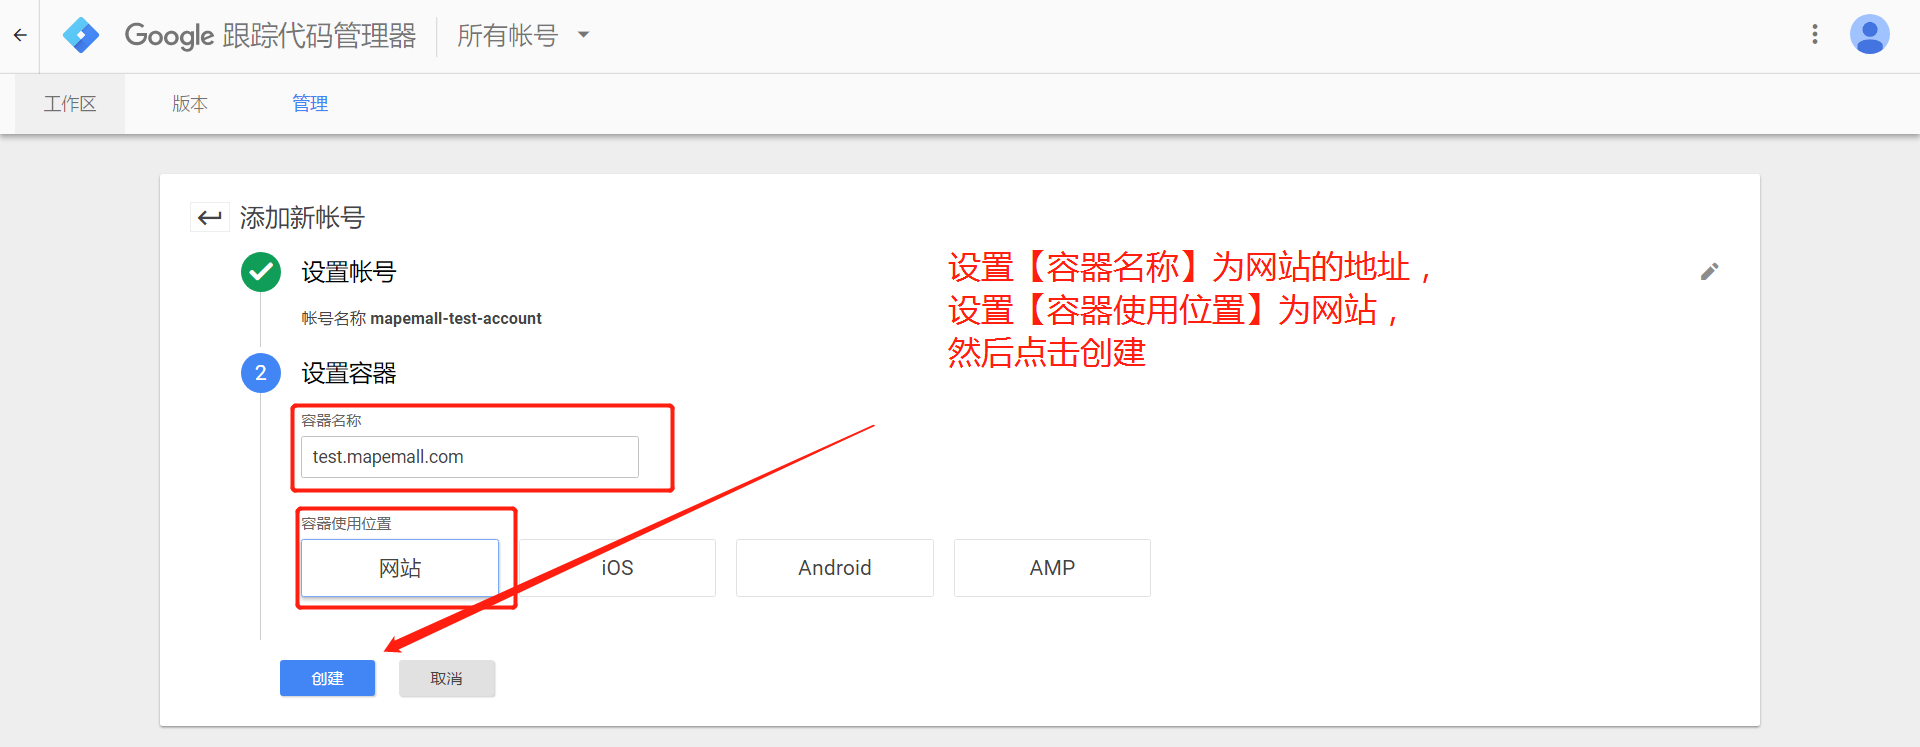 Google 跟踪代码管理器 所有帐号
工作区 版本 管理
添加新帐号
设置帐号
帐号名称 mapemall-test-account
2 设置容器
容器名称
test.mapemall.com
容器使用位置
网站 iOS Android AMP
创建 取消
设置【容器名称】为网站的地址，
设置【容器使用位置】为网站，
然后点击创建